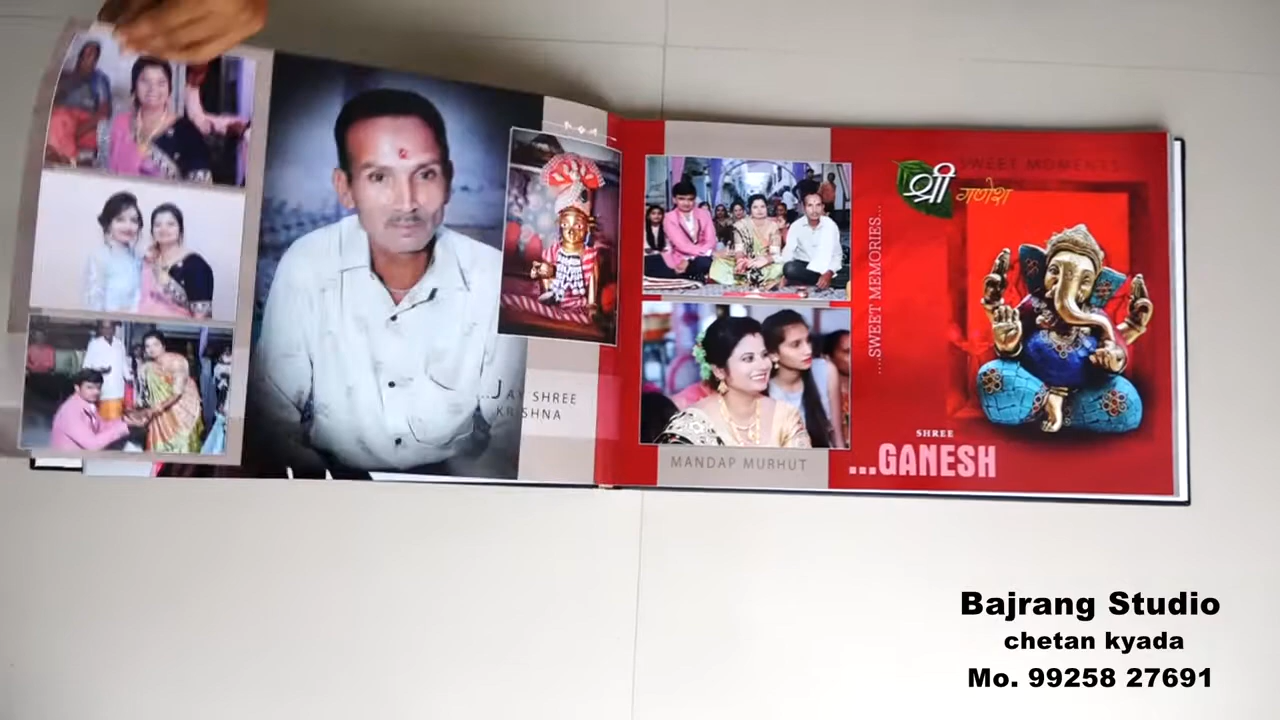 ...JAY SHREE
KRISHNA
MANDAP MURHUT
....SWEET MEMORIES...
SWEET MOMENTS
श्री गणेश
SHREE
...GANESH
Bajrang Studio
chetan kyada
Mo. 99258 27691